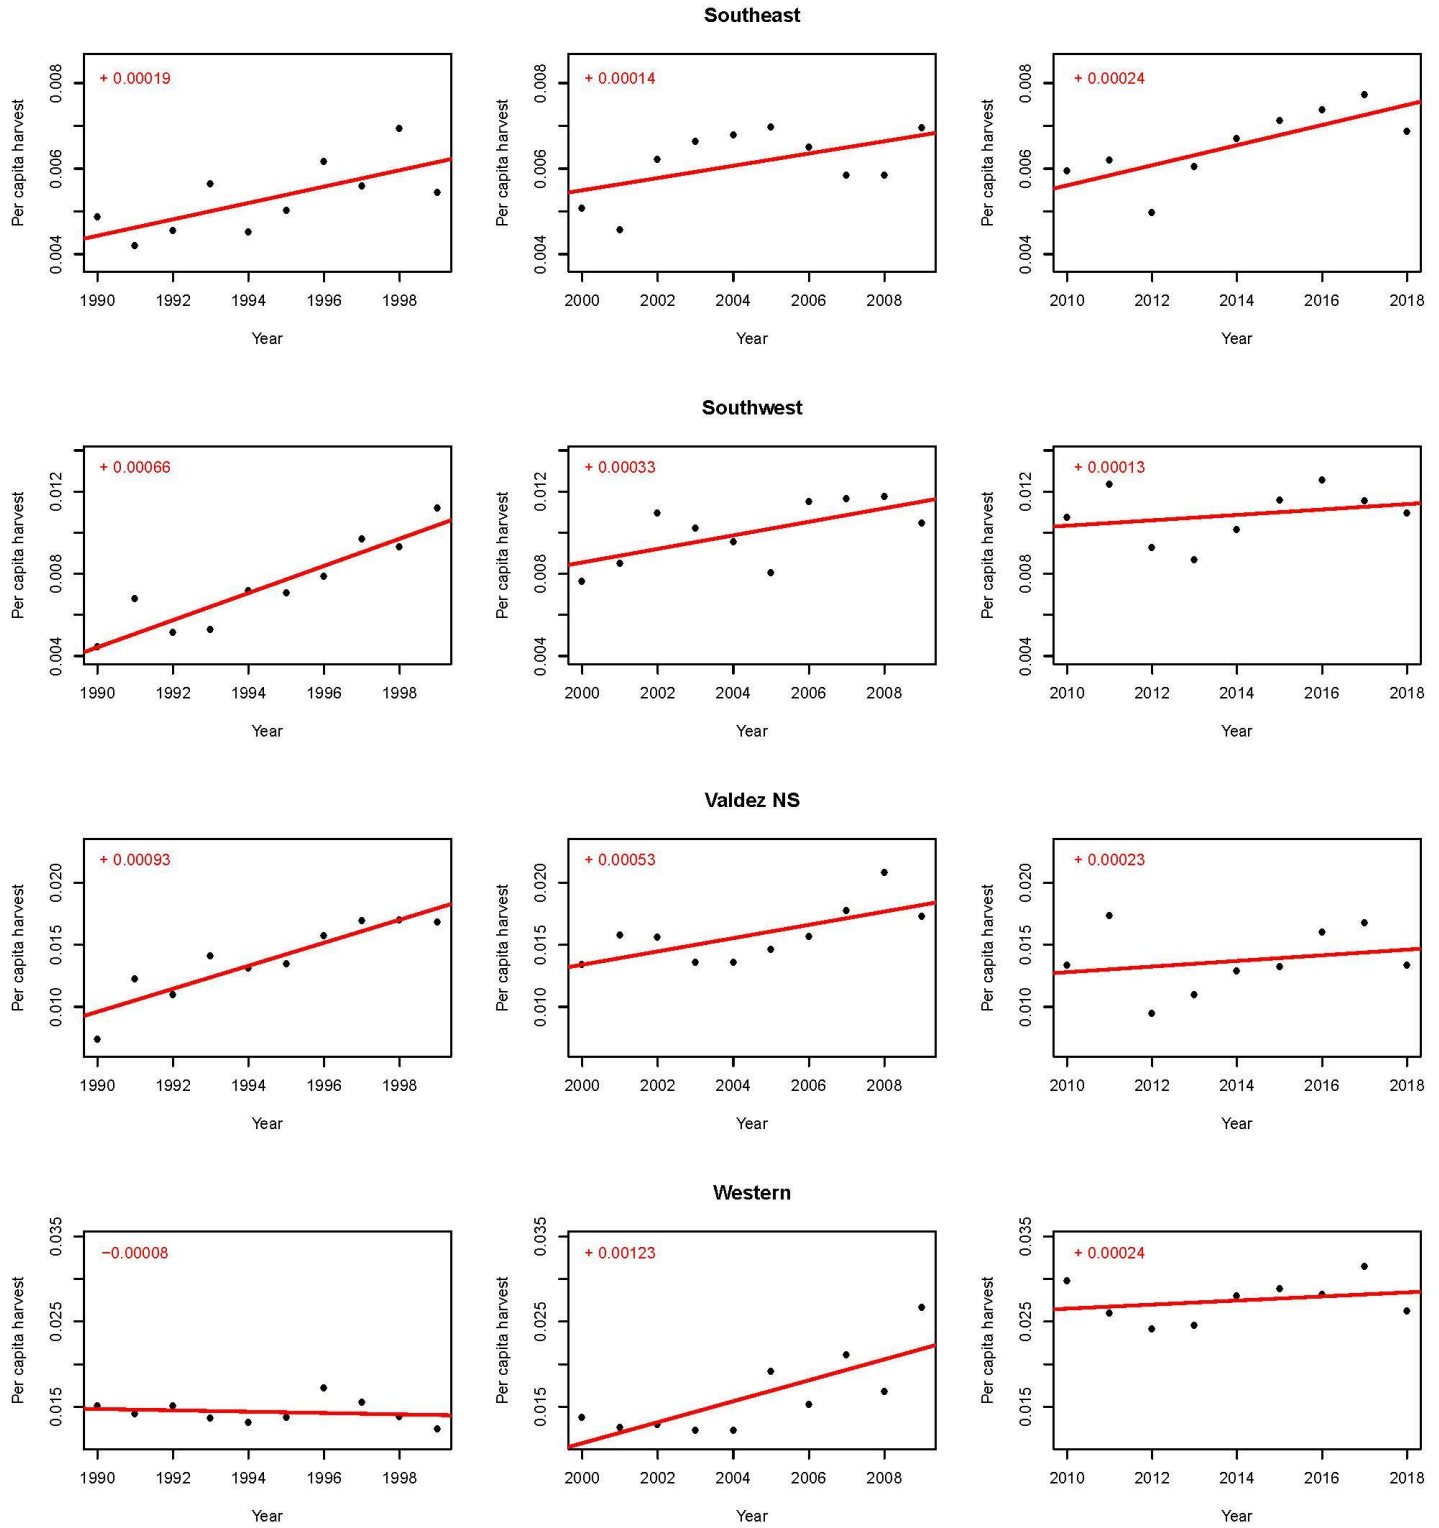 Southeast
+ 0.00019
+ 0.00014
+ 0.0024
Per capita harvest
0.004 0.006 0.008
Per capita harvest
0.004 0.006 0.008
Per capita harvest
0.004 0.006 0.008
1990 1992 1994 1996 1998
2000 2002 2004 2006 2008
2010 2012 2014 2016 2018
Year
Year
Year
Southwest
+ 0.00066
+ 0.00033
+ 0.00013
Per capita harvest
0.004 0.008 0.012
Per capita harvest
0.004 0.008 0.012
Per capita harvest
0.004 0.008 0.012
1990 1992 1994 1996 1998
2000 2002 2004 2006 2008
2010 2012 2014 2016 2018
Year
Year
Year
Valdez NS
+ 0.00093
+ 0.00053
+ 0.00023
Per capita harvest
0.010 0.015 0.020
Per capita harvest
0.010 0.015 0.020
Per capita harvest
0.010 0.015 0.020
1990 1992 1994 1996 1998
2000 2002 2004 2006 2008
2010 2012 2014 2016 2018
Year
Year
Year
Western
−0.00008
+ 0.00123
+ 0.00024
Per capita harvest
0.015 0.025 0.035
Per capita harvest
0.015 0.025 0.035
Per capita harvest
0.015 0.025 0.035
1990 1992 1994 1996 1998
2000 2002 2004 2006 2008
2010 2012 2014 2016 2018
Year
Year
Year